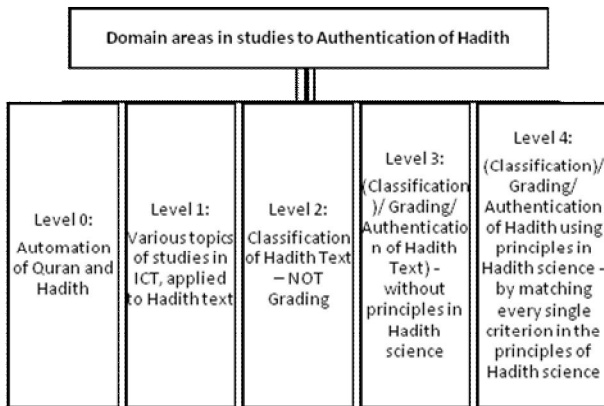 Domain areas in studies to Authentication of Hadith
Level 0:
Automation
of Quran and
Hadith
Level 1:
Various topics
of studies in
ICT, applied
to Hadith text
Level 2:
Classification
of Hadith Text
– NOT
Grading
Level 3:
(Classification
)/ Grading/
Authenticatio
n of Hadith
Text) -
without
principles in
Hadith
science
Level 4:
(Classification)/
Grading/
Authentication
of Hadith using
principles in
Hadith science -
by matching
every single
criterion in the
principles of
Hadith science